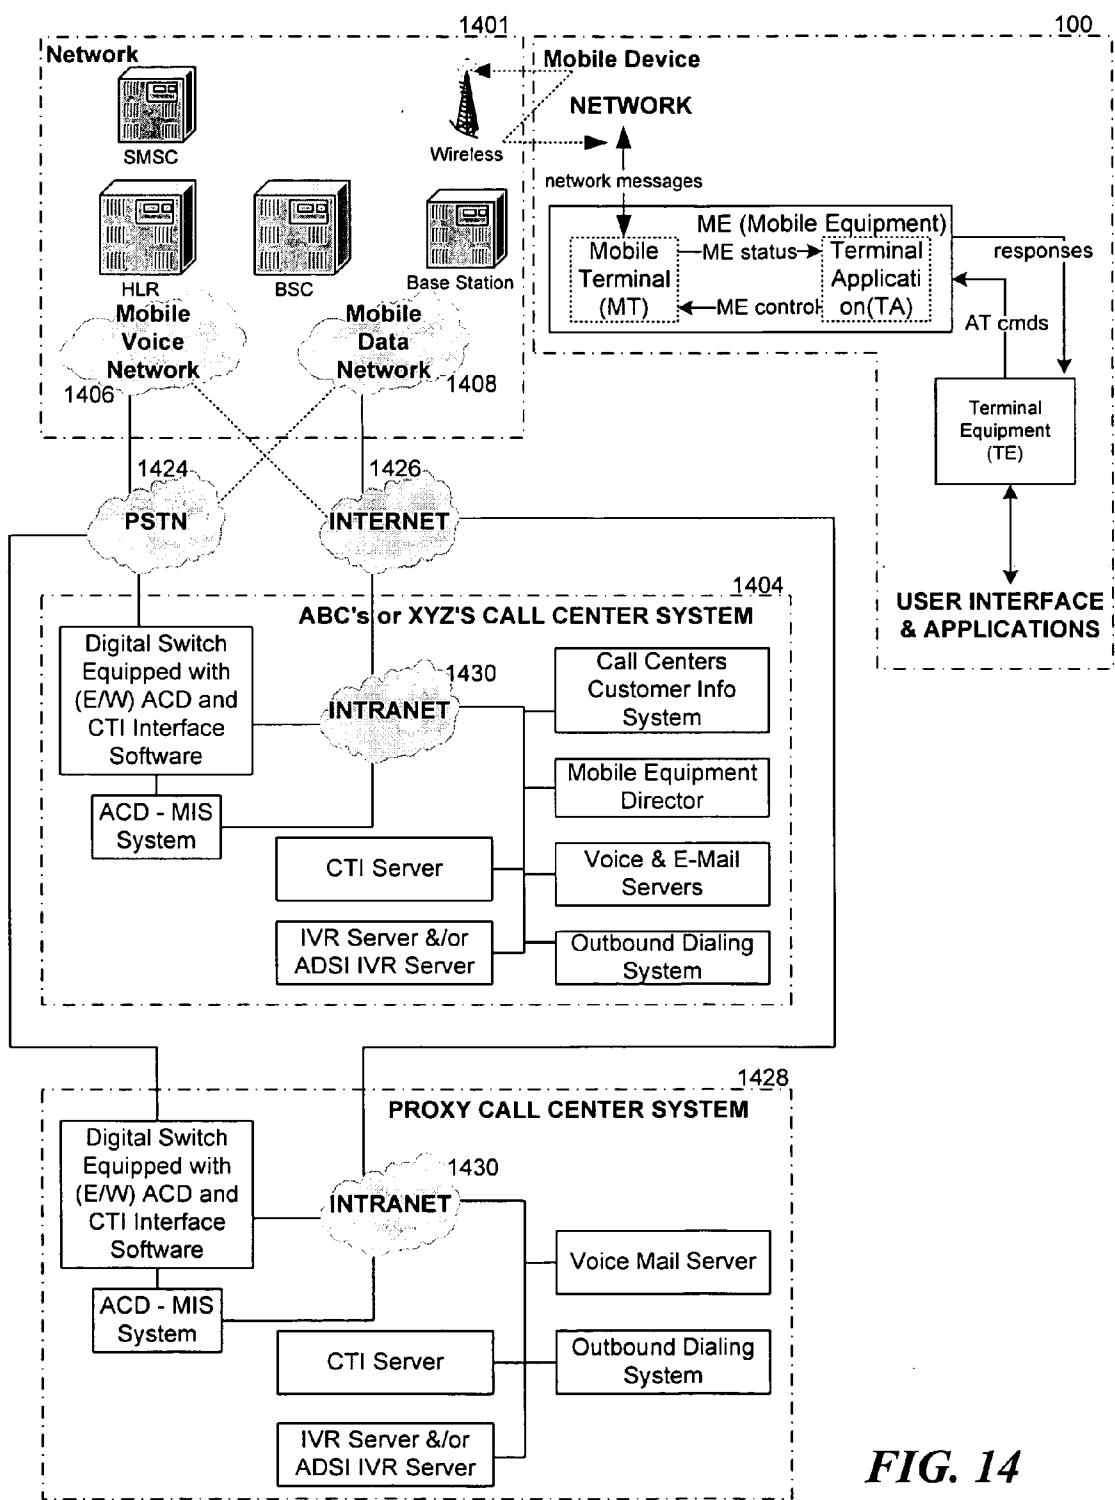 1401
100
Network
Mobile Device
NETWORK
SMSC
Wireless
network messages
ME (Mobile Equipment)
Mobile
Terminal
(MT)
ME status
Terminal
Applicati
on(TA)
ME control
responses
AT cmds
HLR
BSC
Base Station
Mobile
Voice
Network
1406
Mobile
Data
Network
1408
Terminal
Equipment
(TE)
1424
PSTN
1426
INTERNET
USER INTERFACE
& APPLICATIONS
1404
ABC's or XYZ'S CALL CENTER SYSTEM
Digital Switch
Equipped with
(E/W) ACD and
CTI Interface
Software
1430
INTRANET
Call Centers
Customer Info
System
Mobile Equipment
Director
ACD - MIS
System
CTI Server
Voice & E-Mail
Servers
IVR Server &/or
ADSI IVR Server
Outbound Dialing
System
1428
PROXY CALL CENTER SYSTEM
Digital Switch
Equipped with
(E/W) ACD and
CTI Interface
Software
1430
INTRANET
Voice Mail Server
ACD - MIS
System
CTI Server
Outbound Dialing
System
IVR Server &/or
ADSI IVR Server
FIG. 14